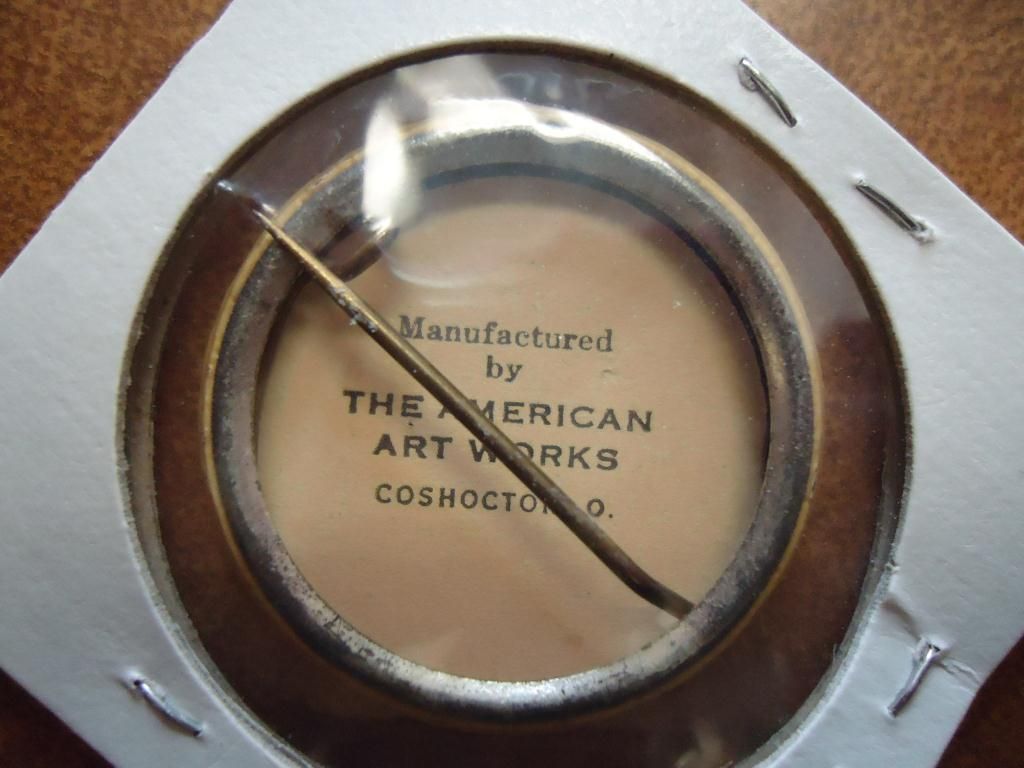 Manufactured
by
THE AMERICAN
ART WORKS
COSHOCTON, O.